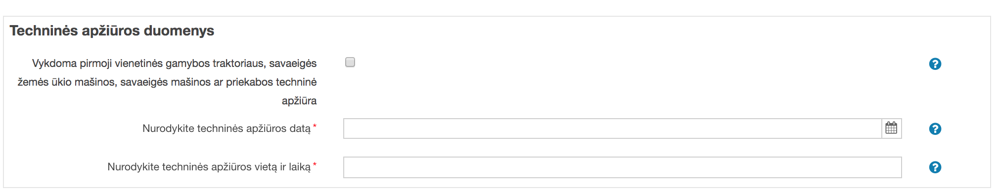 Techninės apžiūros duomenys
Vykdoma pirmoji vienetinės gamybos traktoriaus, savaeigės
žemės ūkio mašinos, savaeigės mašinos ar priekabos techninė
apžiūra
?
Nurodykite techninės apžiūros datą *
?
Nurodykite techninės apžiūros vietą ir laiką *
?